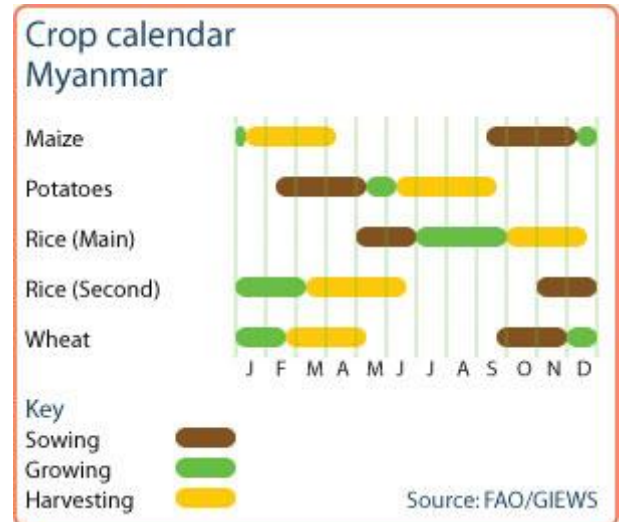 Crop calendar
Myanmar
Maize
Potatoes
Rice (Main)
Rice (Second)
Wheat
J F M A M J J A S O N D
Key
Sowing
Growing
Harvesting
Source: FAO/GIEWS